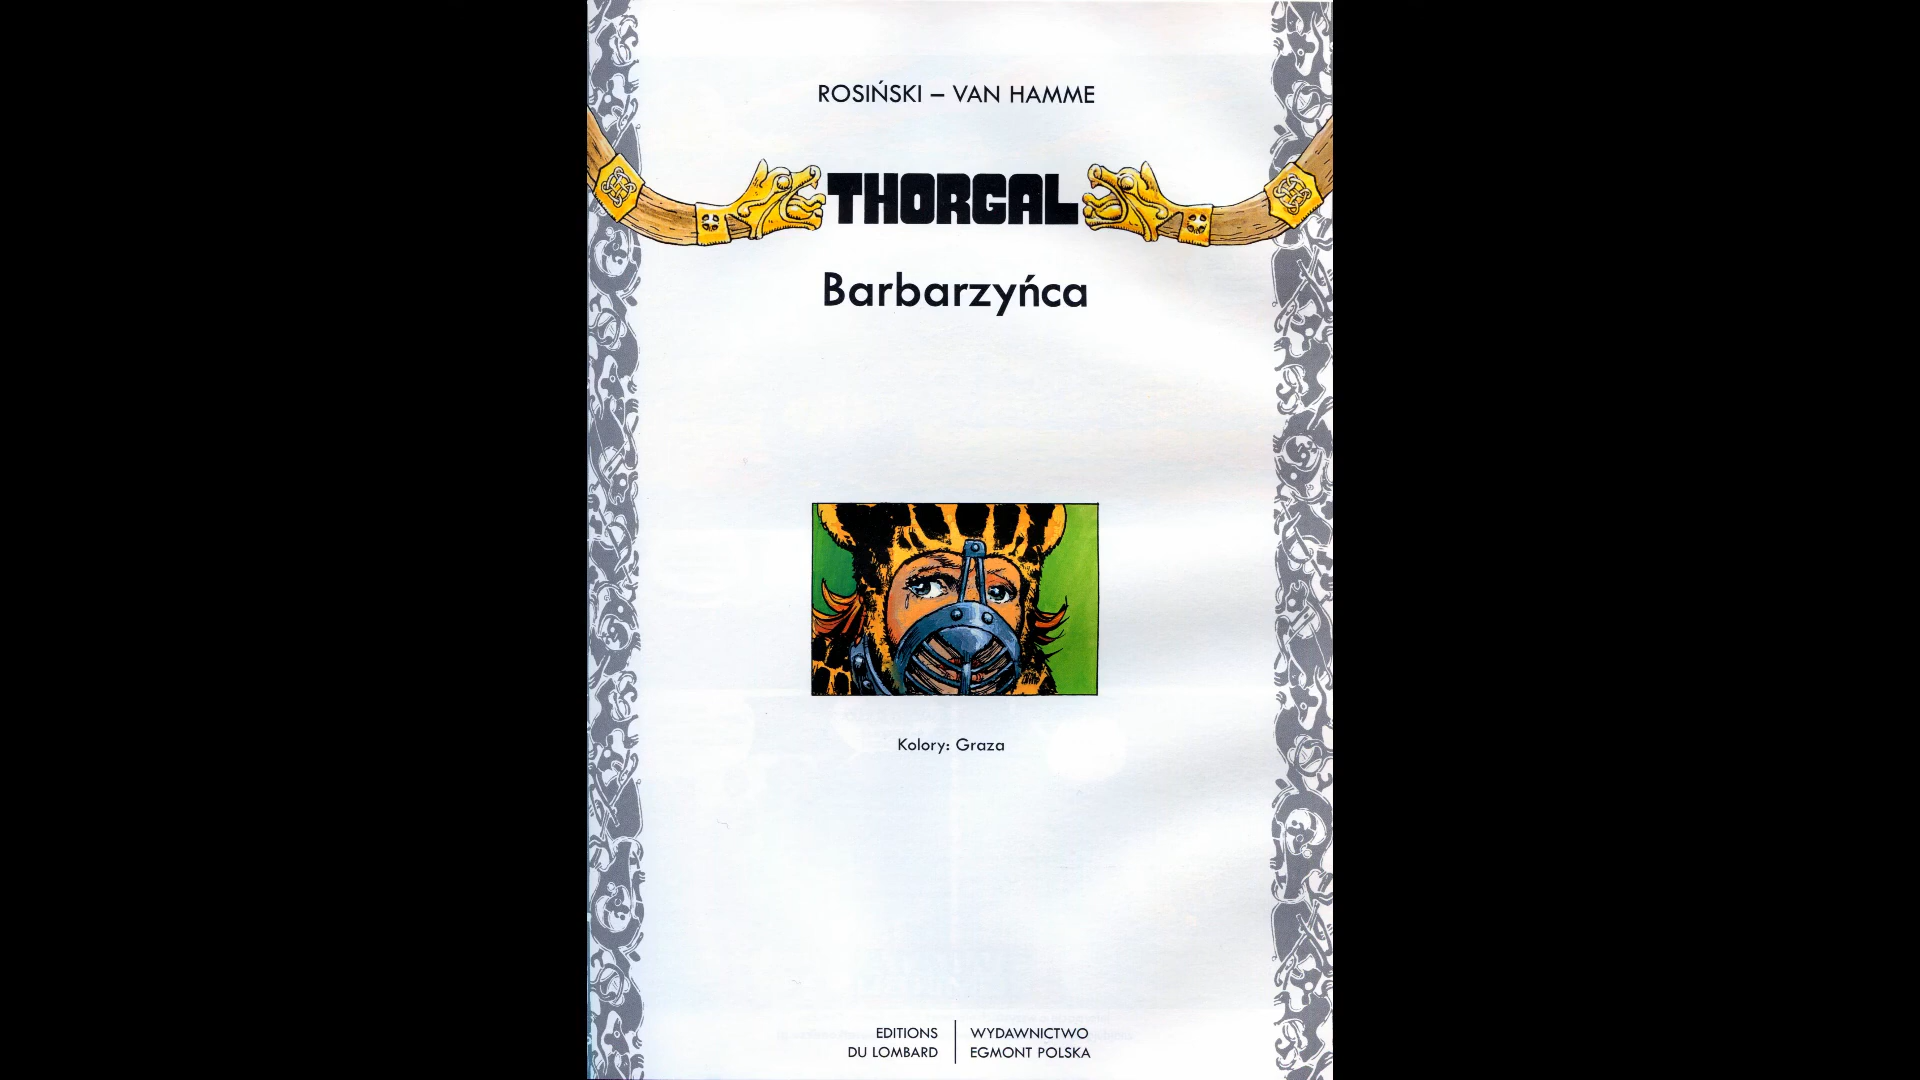 ROSIŃSKI – VAN HAMME
THORGAL
Barbarzyńca
Kolory: Graza
EDITIONS
DU LOMBARD
WYDAWNICTWO
EGMONT POLSKA